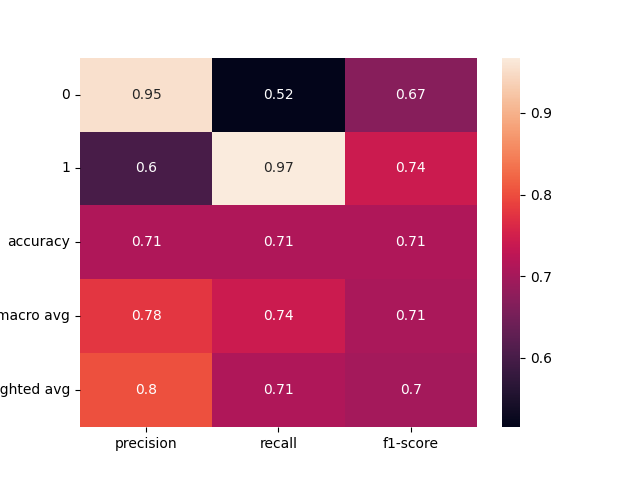 0 0.95 0.52 0.67
1 0.6 0.97 0.74
accuracy 0.71 0.71 0.71
macro avg 0.78 0.74 0.71
ghted avg 0.8 0.71 0.7
precision recall f1-score
0.9
0.8
0.7
0.6